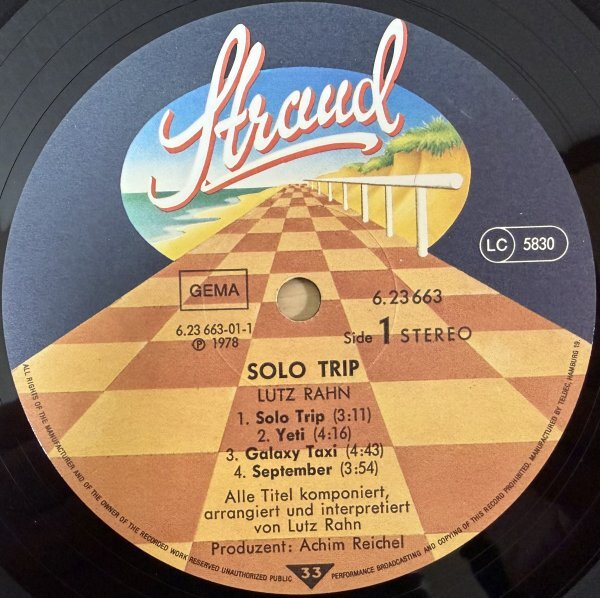 Strand
LC 5830
GEMA
6.23 663
6.23 663-01-1
Side 1 STEREO
℗ 1978
SOLO TRIP
LUTZ RAHN
1. Solo Trip (3:11)
2. Yeti (4:16)
3. Galaxy Taxi (4:43)
4. September (3:54)
Alle Titel komponiert,
arrangiert und interpretiert
von Lutz Rahn
Produzent: Achim Reichel
33
ALL RIGHTS OF THE MANUFACTURER AND OF THE OWNER OF THE RECORDED WORK RESERVED UNAUTHORIZED PUBLIC PERFORMANCE BROADCASTING AND COPYING OF THIS RECORD PROHIBITED, MANUFACTURED BY TELDEC, HAMBURG 19.